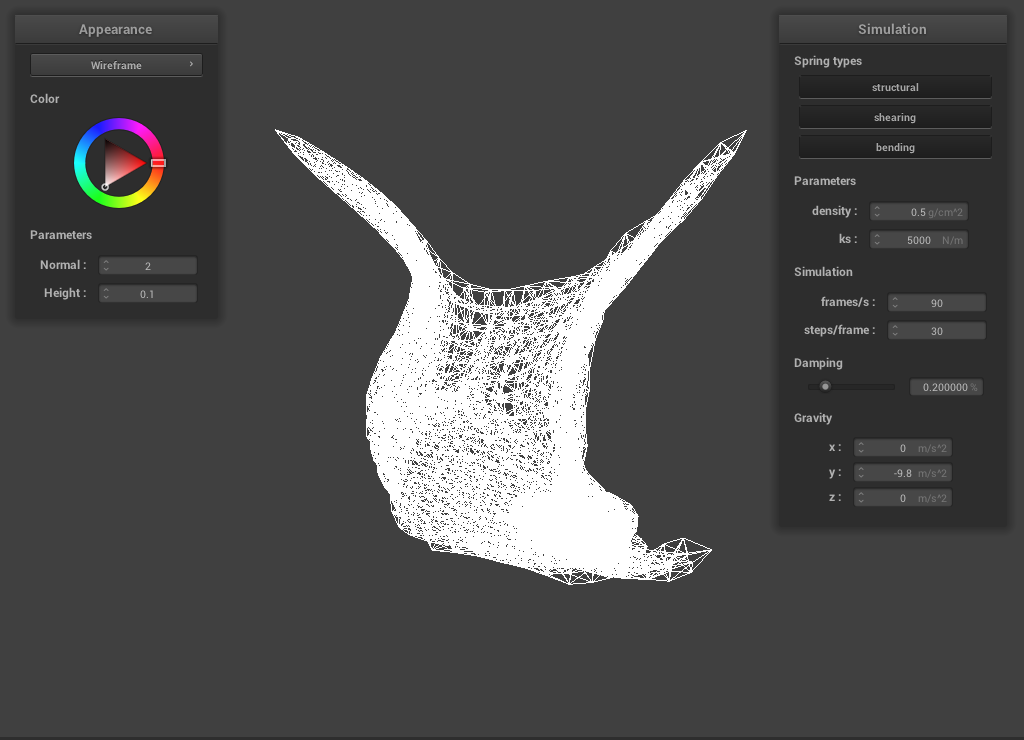 Appearance
Wireframe
Color
Parameters
Normal : 2
Height : 0.1
Simulation
Spring types
structural
shearing
bending
Parameters
density : 0.5 g/cm^2
ks : 5000 N/m
Simulation
frames/s : 90
steps/frame : 30
Damping
0.200000 %
Gravity
x : 0 m/s^2
y : -9.8 m/s^2
z : 0 m/s^2